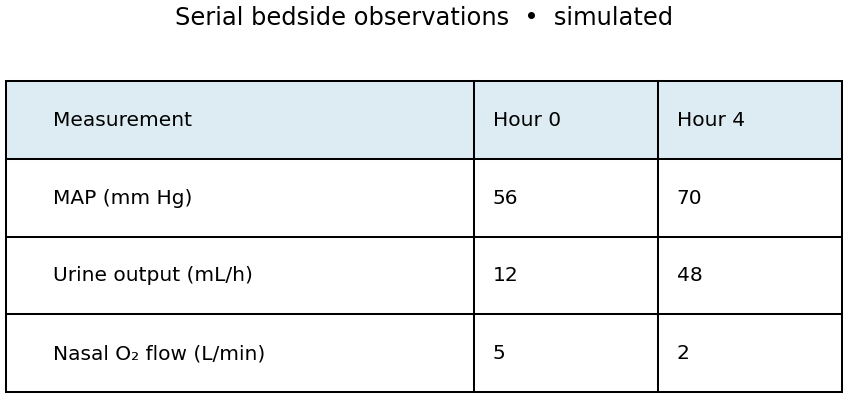 Serial bedside observations • simulated
Measurement Hour 0 Hour 4
MAP (mm Hg) 56 70
Urine output (mL/h) 12 48
Nasal O₂ flow (L/min) 5 2